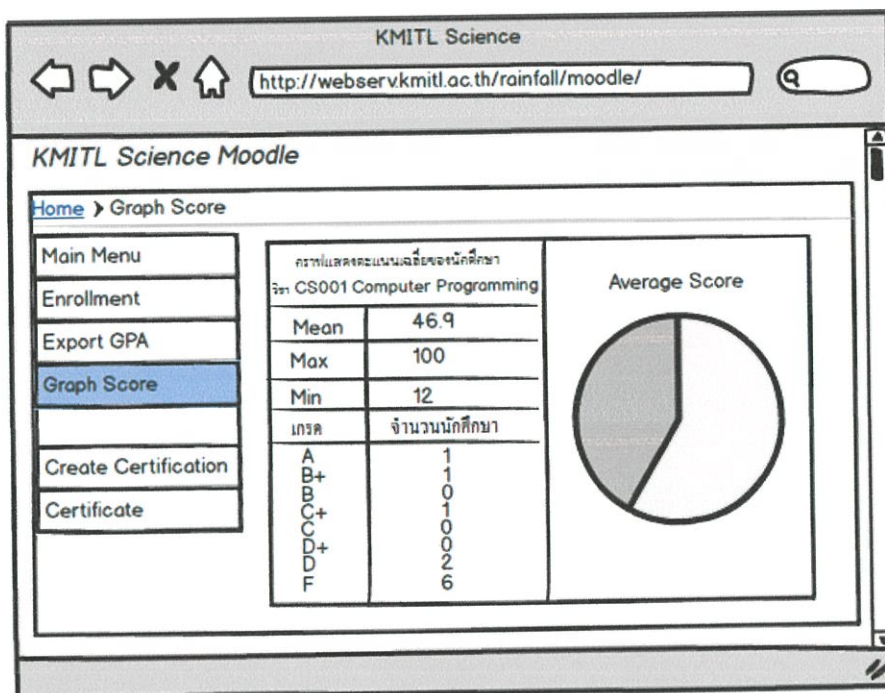 KMITL Science
http://webserv.kmitl.ac.th/rainfall/moodle/
KMITL Science Moodle
Home > Graph Score
Main Menu
Enrollment
Export GPA
Graph Score
Create Certification
Certificate
กราฟแสดงคะแนนเฉลี่ยของนักศึกษา
วิชา CS001 Computer Programming
Mean 46.9
Max 100
Min 12
เกรด จำนวนนักศึกษา
A 1
B+ 1
B 0
C+ 1
C 0
D+ 0
D 2
F 6
Average Score